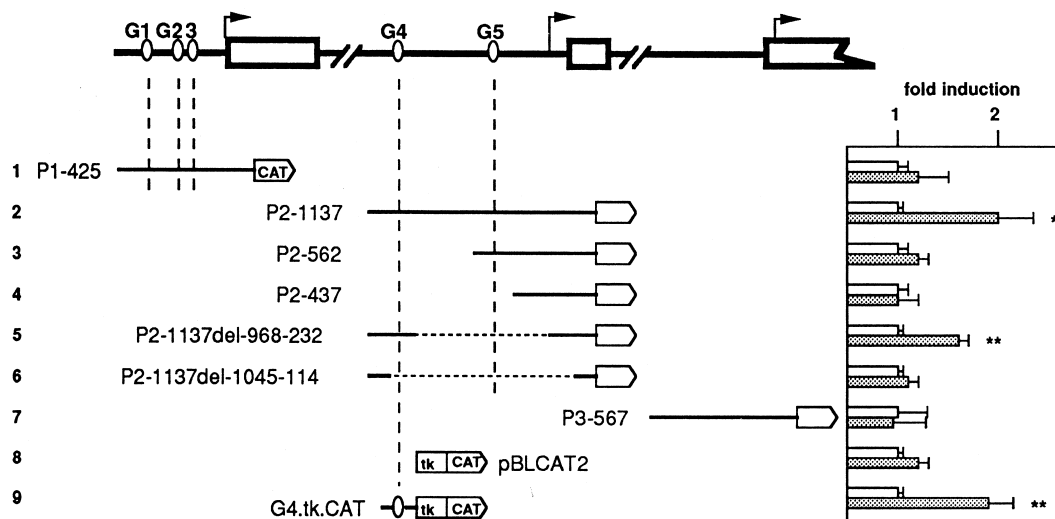 G1 G2 3 G4 G5
fold induction
1 2
1 P1-425 CAT
2 P2-1137 *
3 P2-562
4 P2-437
5 P2-1137del-968-232 **
6 P2-1137del-1045-114
7 P3-567
8 tk CAT pBLCAT2
9 G4.tk.CAT tk CAT **